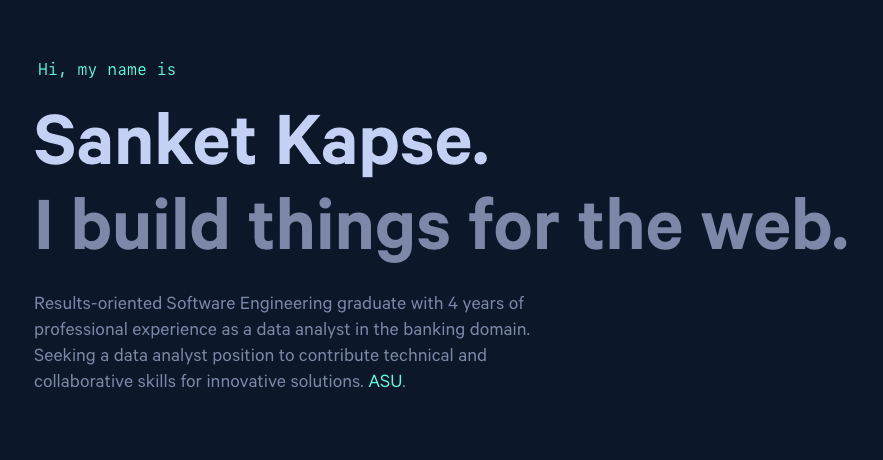 Hi, my name is
Sanket Kapse.
I build things for the web.
Results-oriented Software Engineering graduate with 4 years of
professional experience as a data analyst in the banking domain.
Seeking a data analyst position to contribute technical and
collaborative skills for innovative solutions. ASU.